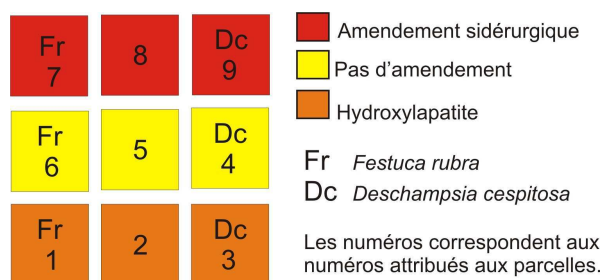 Fr
7
8
Dc
9
Fr
6
5
Dc
4
Fr
1
2
Dc
3
Amendement sidérurgique
Pas d'amendement
Hydroxylapatite
Fr Festuca rubra
Dc Deschampsia cespitosa
Les numéros correspondent aux
numéros attribués aux parcelles.